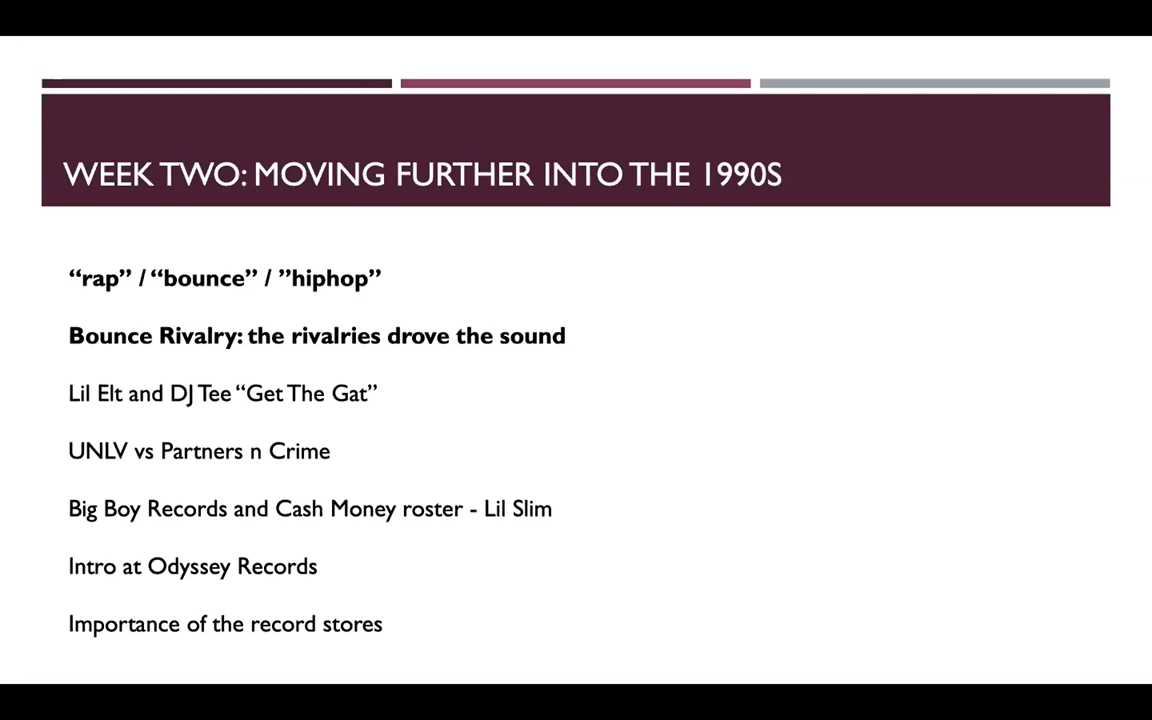 WEEK TWO: MOVING FURTHER INTO THE 1990S
“rap” / “bounce” / ”hiphop”
Bounce Rivalry: the rivalries drove the sound
Lil Elt and DJ Tee “Get The Gat”
UNLV vs Partners n Crime
Big Boy Records and Cash Money roster - Lil Slim
Intro at Odyssey Records
Importance of the record stores